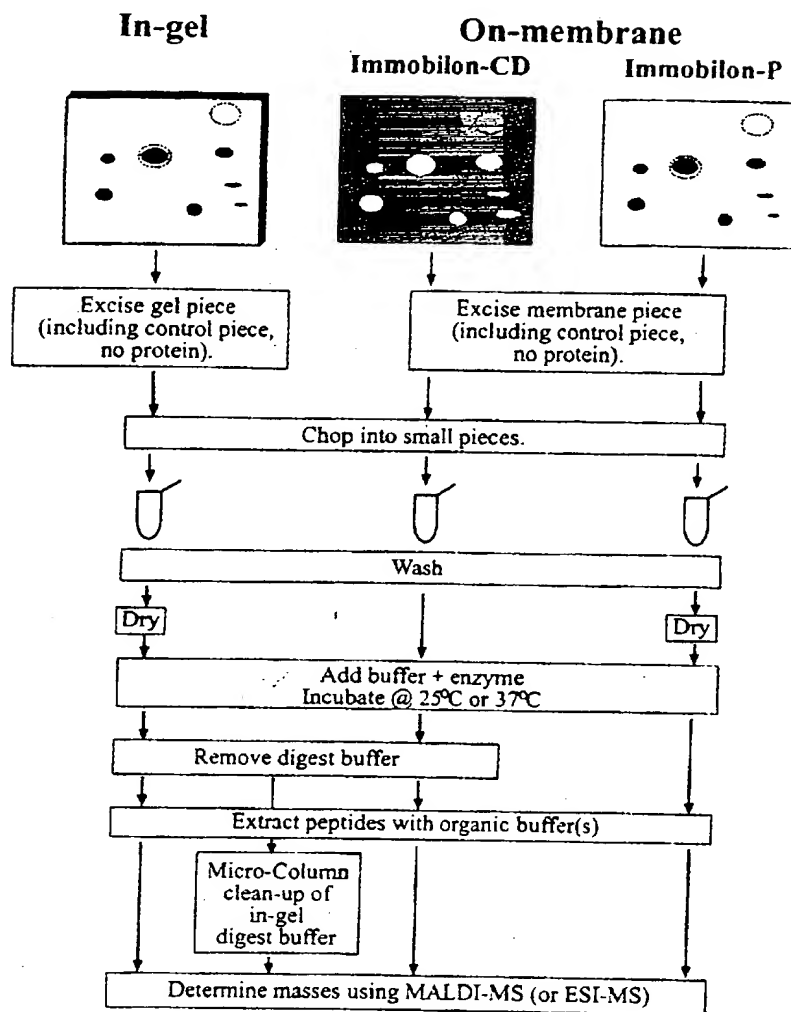 In-gel
On-membrane
Immobilon-CD
Immobilon-P
Excise gel piece
(including control piece,
no protein).
Excise membrane piece
(including control piece,
no protein).
Chop into small pieces.
Wash
Dry
Dry
Add buffer + enzyme
Incubate @ 25ºC or 37ºC
Remove digest buffer
Extract peptides with organic buffer(s)
Micro-Column
clean-up of
in-gel
digest buffer
Determine masses using MALDI-MS (or ESI-MS)